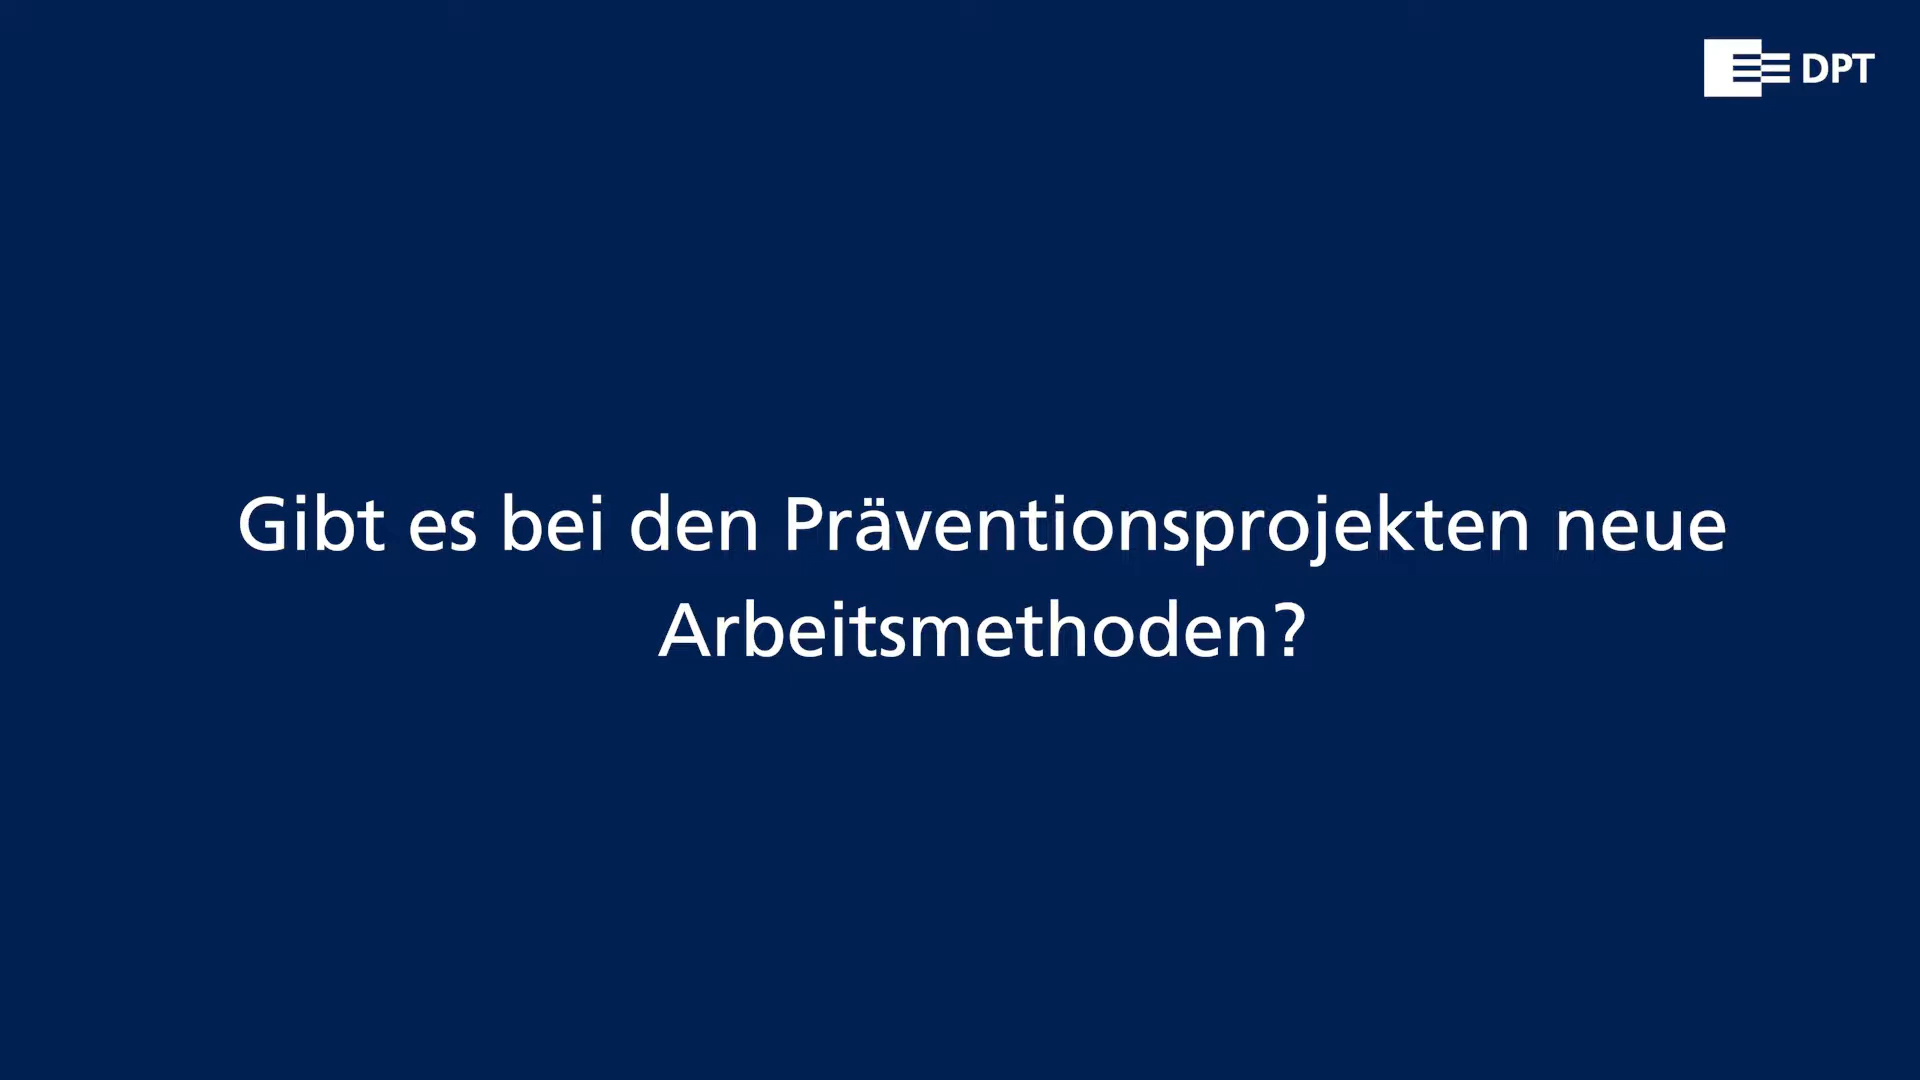 DPT
Gibt es bei den Präventionsprojekten neue
Arbeitsmethoden?